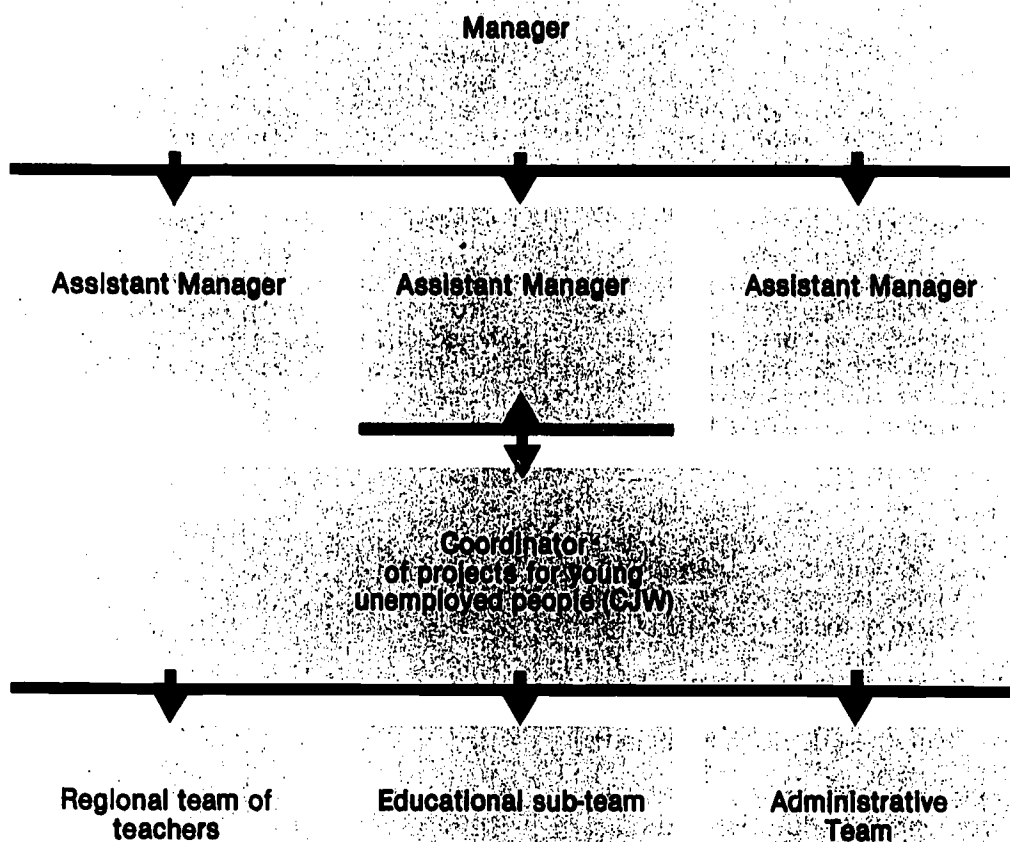 Manager
Assistant Manager
Assistant Manager
Assistant Manager
Coordinator
of projects for young
unemployed people (CJW)
Regional team of
teachers
Educational sub-team
Administrative
Team